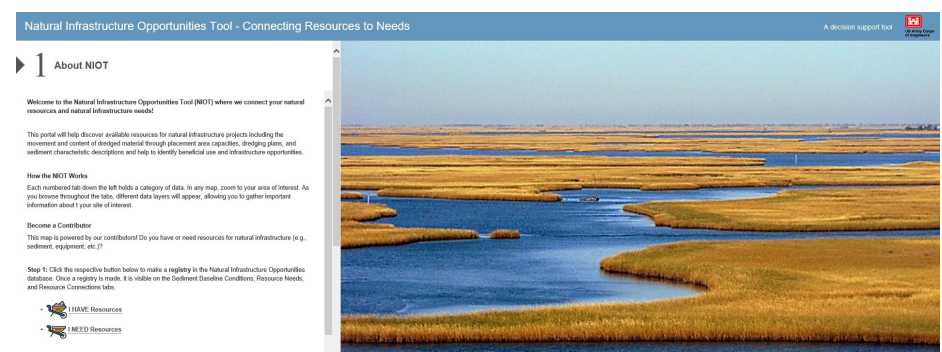 Natural Infrastructure Opportunities Tool - Connecting Resources to Needs
A decision support tool
US Army Corps
of Engineers
1 About NIOT
Welcome to the Natural Infrastructure Opportunities Tool (NIOT) where we connect your natural
resources and natural infrastructure needs!
This portal will help discover available resources for natural infrastructure projects including the
movement and content of dredged material through placement area capacities, dredging plans, and
sediment characteristic descriptions and help to identify beneficial use and infrastructure opportunities.
How the NIOT Works
Each numbered tab down the left holds a category of data. In any map, zoom to your area of interest. As
you browse throughout the tabs, different data layers will appear, allowing you to gather important
information about t your site of interest.
Become a Contributor
This map is powered by our contributors! Do you have or need resources for natural infrastructure (e.g.,
sediment, equipment, etc.)?
Step 1: Click the respective button below to make a registry in the Natural Infrastructure Opportunities
database. Once a registry is made, it is visible on the Sediment Baseline Conditions, Resource Needs,
and Resource Connections tabs.
• I HAVE Resources
• I NEED Resources